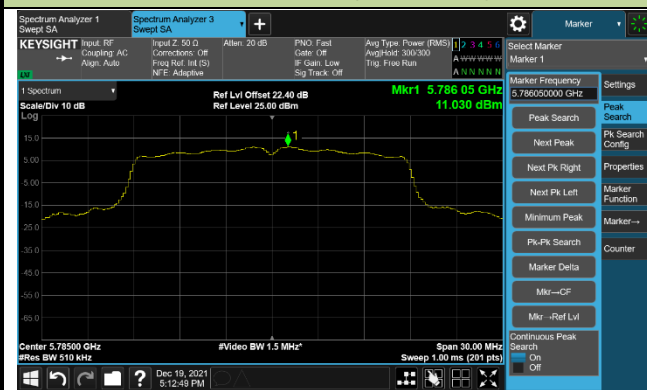 Spectrum Analyzer 1
Swept SA
Spectrum Analyzer 3
Swept SA
+
Marker
KEYSIGHT
Input: RF
Coupling: AC
Align: Auto
Input Z: 50 Ω
Corrections: Off
Freq Ref: Int (S)
NFE: Adaptive
Atten: 20 dB
PNO: Fast
Gate: Off
IF Gain: Low
Sig Track: Off
Avg Type: Power (RMS)
Avg|Hold: 300/300
Trig: Free Run
1 2 3 4 5 6
A W W W W W
A N N N N N
LXI
Select Marker
Marker 1
1 Spectrum
Scale/Div 10 dB
Log
Ref Lvl Offset 22.40 dB
Ref Level 25.00 dBm
Mkr1 5.786 05 GHz
11.030 dBm
1
15.0
5.00
-5.00
-15.0
-25.0
-35.0
-45.0
-55.0
-65.0
Center 5.78500 GHz
#Res BW 510 kHz
#Video BW 1.5 MHz*
Span 30.00 MHz
Sweep 1.00 ms (201 pts)
Marker Frequency
5.786050000 GHz
Peak Search
Next Peak
Next Pk Right
Next Pk Left
Minimum Peak
Pk-Pk Search
Marker Delta
Mkr→CF
Mkr→Ref Lvl
Continuous Peak
Search
On
Off
Settings
Peak
Search
Pk Search
Config
Properties
Marker
Function
Marker→
Counter
?
Dec 19, 2021
5:12:49 PM